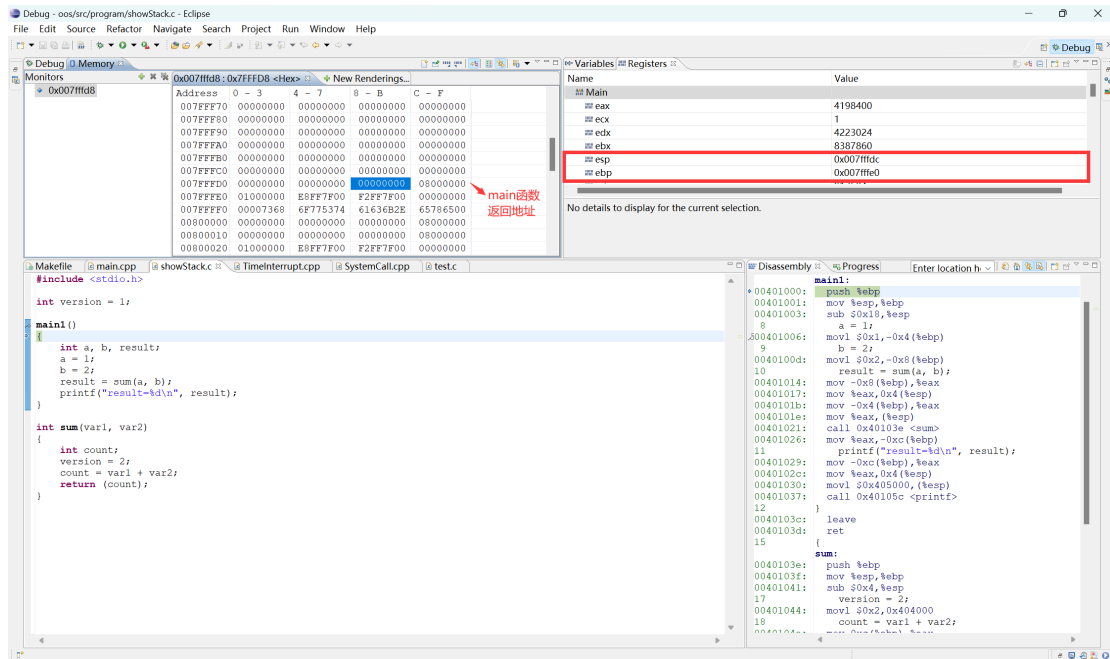 Debug - oos/src/program/showStack.c - Eclipse
File Edit Source Refactor Navigate Search Project Run Window Help
Debug
Debug Memory
Monitors
0x007fffd8
0x007fffd8 : 0x7FFFD8 <Hex>
New Renderings...
Address 0 - 3 4 - 7 8 - B C - F
007FFF70 00000000 00000000 00000000 00000000
007FFF80 00000000 00000000 00000000 00000000
007FFF90 00000000 00000000 00000000 00000000
007FFFA0 00000000 00000000 00000000 00000000
007FFFB0 00000000 00000000 00000000 00000000
007FFFC0 00000000 00000000 00000000 00000000
007FFFD0 00000000 00000000 00000000 08000000
007FFFE0 01000000 E8FF7F00 F2FF7F00 00000000
007FFFF0 00007368 6F775374 61636B2E 65786500
00800000 00000000 00000000 00000000 08000000
00800010 00000000 00000000 00000000 08000000
00800020 01000000 E8FF7F00 F2FF7F00 00000000
main函数
返回地址
Variables Registers
Name Value
Main
eax 4198400
ecx 1
edx 4223024
ebx 8387860
esp 0x007fffdc
ebp 0x007fffe0
No details to display for the current selection.
Makefile main.cpp showStack.c TimeInterrupt.cpp SystemCall.cpp test.c
#include <stdio.h>
int version = 1;
main1()
{
int a, b, result;
a = 1;
b = 2;
result = sum(a, b);
printf("result=%d\n", result);
}
int sum(var1, var2)
{
int count;
version = 2;
count = var1 + var2;
return (count);
}
Disassembly Progress
Enter location h
main1:
00401000: push %ebp
00401001: mov %esp,%ebp
00401003: sub $0x18,%esp
8 a = 1;
00401006: movl $0x1,-0x4(%ebp)
9 b = 2;
0040100d: movl $0x2,-0x8(%ebp)
10 result = sum(a, b);
00401014: mov -0x8(%ebp),%eax
00401017: mov %eax,0x4(%esp)
0040101b: mov -0x4(%ebp),%eax
0040101e: mov %eax,(%esp)
00401021: call 0x40103e <sum>
00401026: mov %eax,-0xc(%ebp)
11 printf("result=%d\n", result);
00401029: mov -0xc(%ebp),%eax
0040102c: mov %eax,0x4(%esp)
00401030: movl $0x405000,(%esp)
00401037: call 0x40105c <printf>
12 }
0040103c: leave
0040103d: ret
15 {
sum:
0040103e: push %ebp
0040103f: mov %esp,%ebp
00401041: sub $0x4,%esp
17 version = 2;
00401044: movl $0x2,0x404000
18 count = var1 + var2;